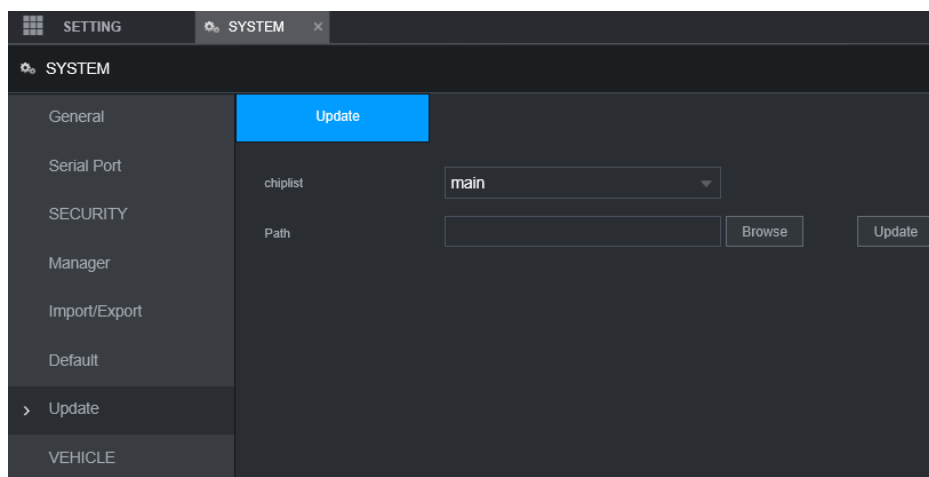 SETTING SYSTEM ×
SYSTEM
General
Update
Serial Port
chiplist main
SECURITY
Path Browse Update
Manager
Import/Export
Default
Update
VEHICLE